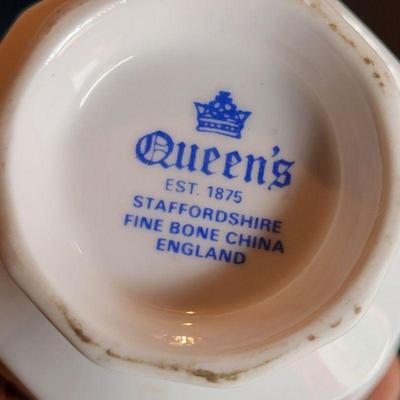 Queen's
EST. 1875
STAFFORDSHIRE
FINE BONE CHINA
ENGLAND